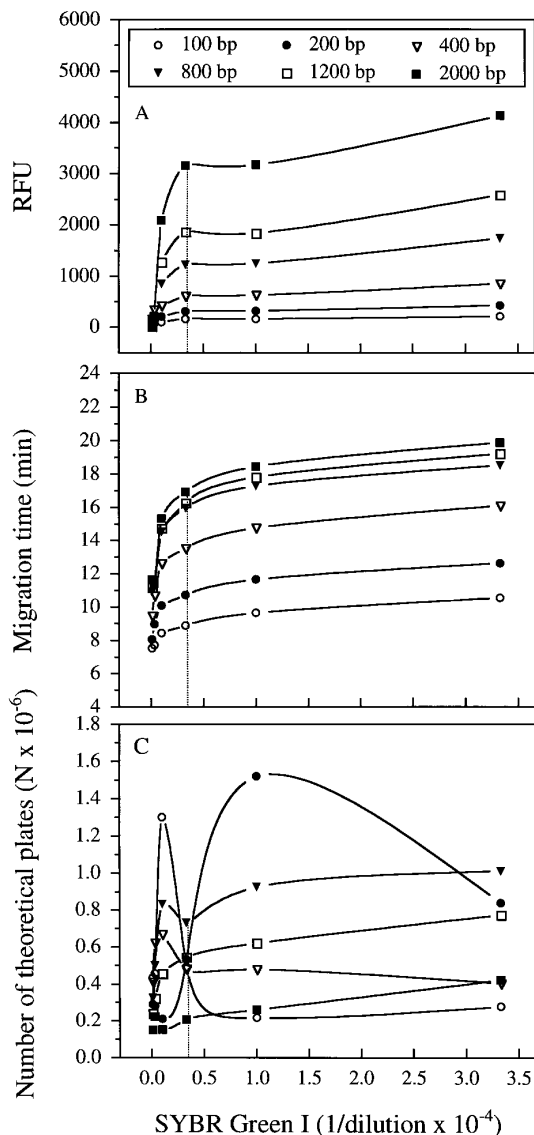 100 bp 200 bp 400 bp
800 bp 1200 bp 2000 bp
A
RFU
6000
5000
4000
3000
2000
1000
0
B
Migration time (min)
24
22
20
18
16
14
12
10
8
6
4
C
Number of theoretical plates (N x 10⁻⁶)
1.8
1.6
1.4
1.2
1.0
0.8
0.6
0.4
0.2
0.0
0.0 0.5 1.0 1.5 2.0 2.5 3.0 3.5
SYBR Green I (1/dilution x 10⁻⁴)